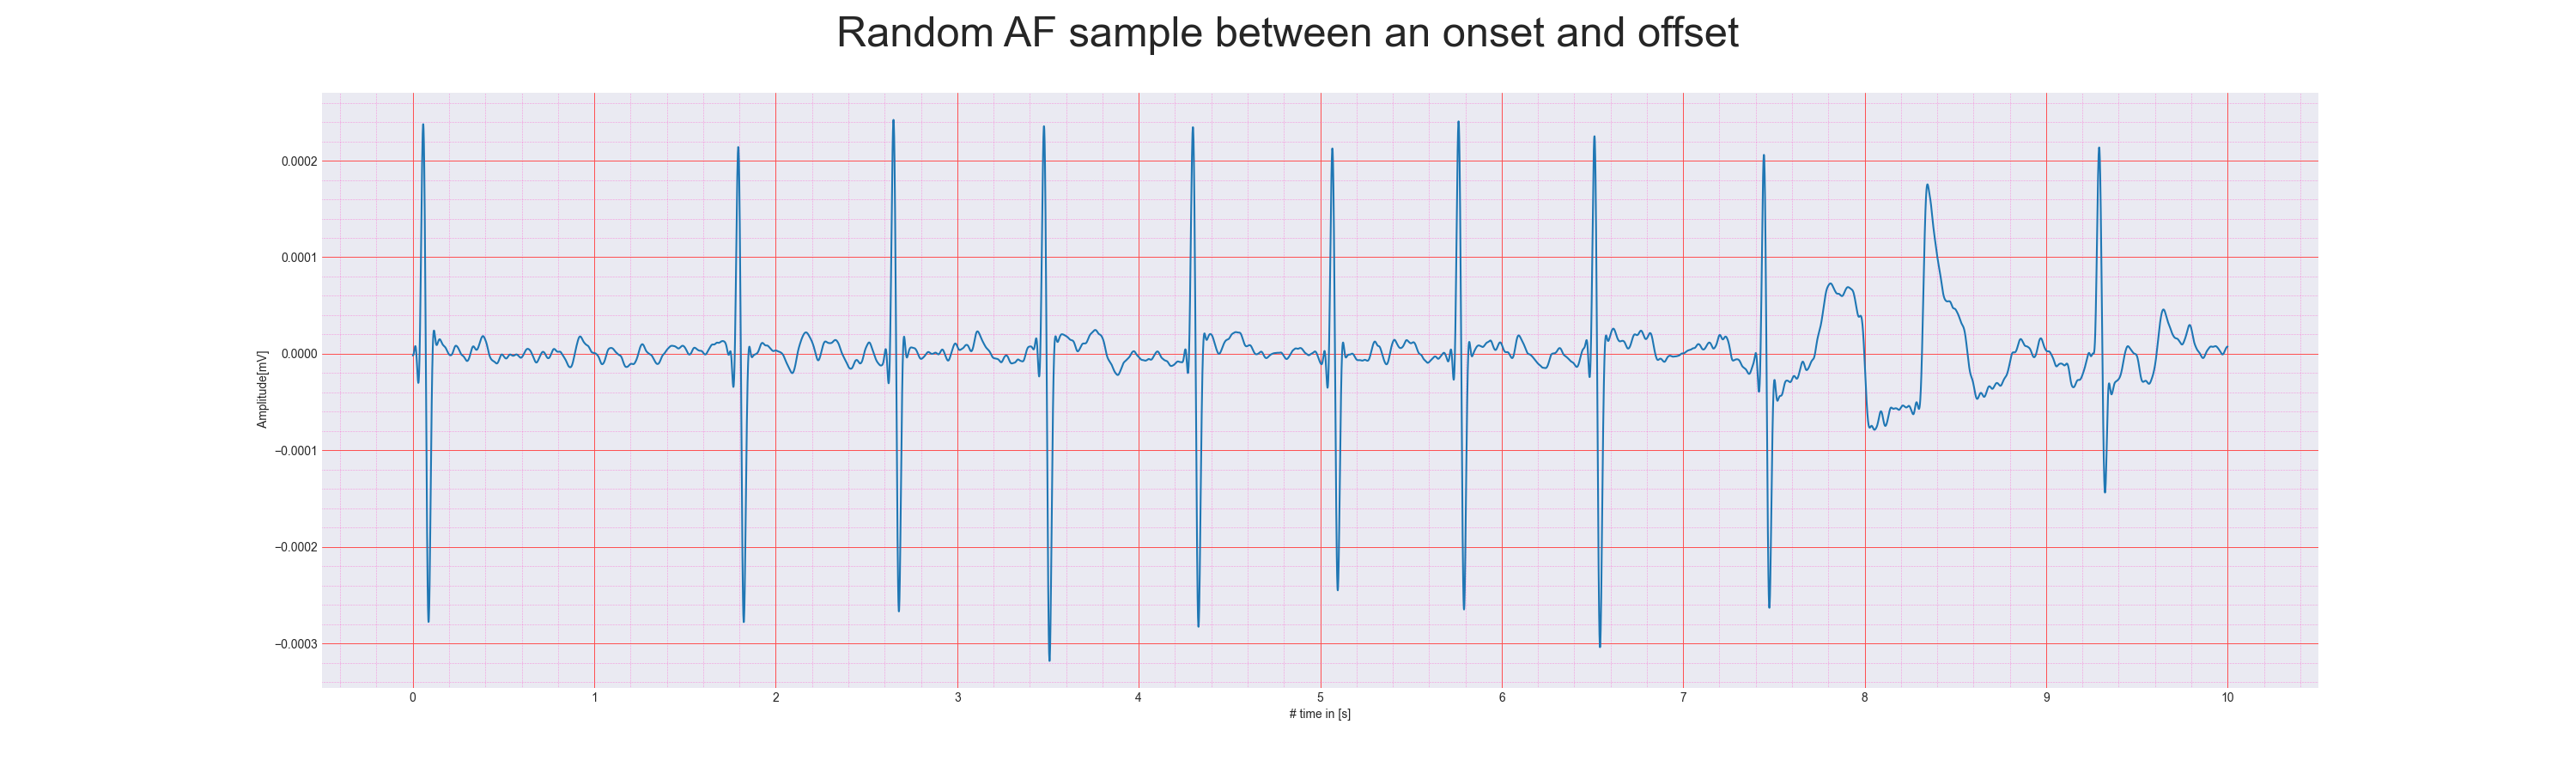 Random AF sample between an onset and offset
Amplitude[mV]
0.0002
0.0001
0.0000
−0.0001
−0.0002
−0.0003
0 1 2 3 4 5 6 7 8 9 10
# time in [s]